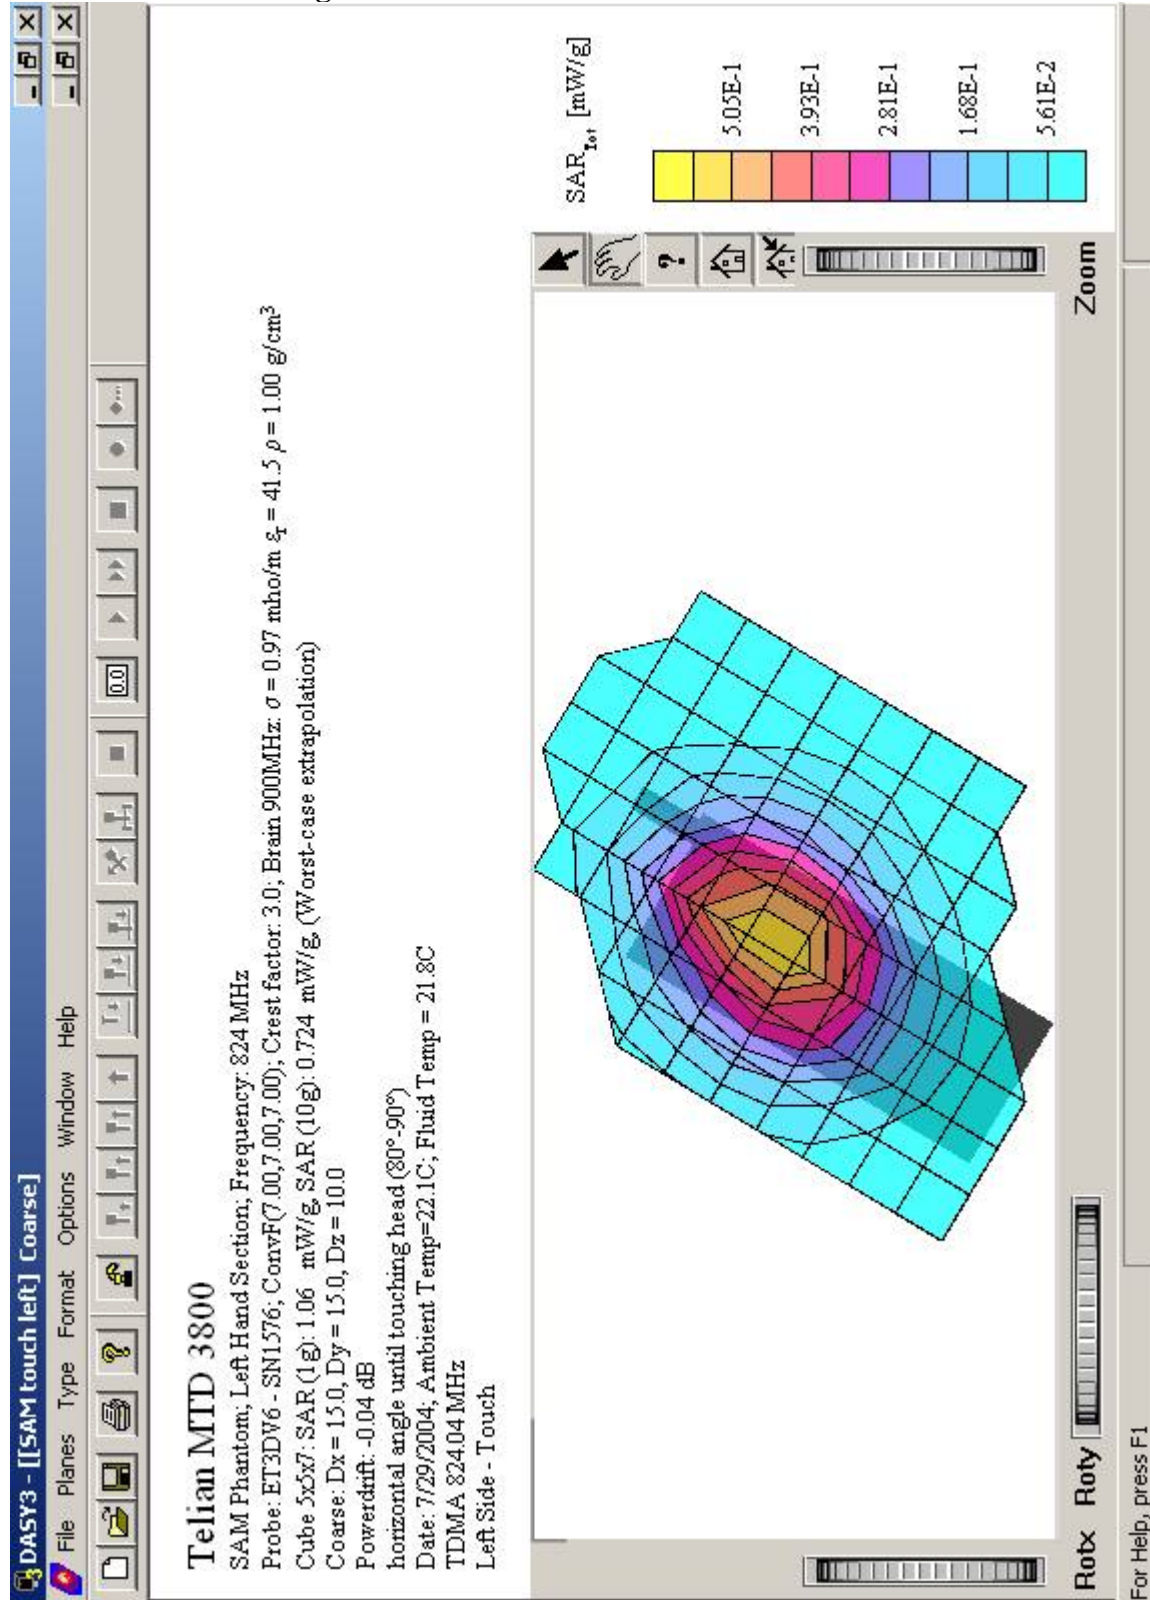 DASY3 - [[SAM touch left] Coarse]
File Planes Type Format Options Window Help
0.0
Telian MTD 3800
SAM Phantom; Left Hand Section; Frequency: 824 MHz
Probe: ET3DV6 - SN1576; ConvF(7.00,7.00,7.00); Crest factor: 3.0; Brain 900MHz: σ = 0.97 mho/m εr = 41.5 ρ = 1.00 g/cm³
Cube 5x5x7: SAR (1g): 1.06 mW/g, SAR (10g): 0.724 mW/g, (Worst-case extrapolation)
Coarse: Dx = 15.0, Dy = 15.0, Dz = 10.0
Powerdrift: -0.04 dB
horizontal angle until touching head (80°-90°)
Date: 7/29/2004; Ambient Temp=22.1C; Fluid Temp = 21.8C
TDMA 824.04 MHz
Left Side - Touch
SAR Tot [mW/g]
5.05E-1
3.93E-1
2.81E-1
1.68E-1
5.61E-2
Rotx Roty Zoom
For Help, press F1